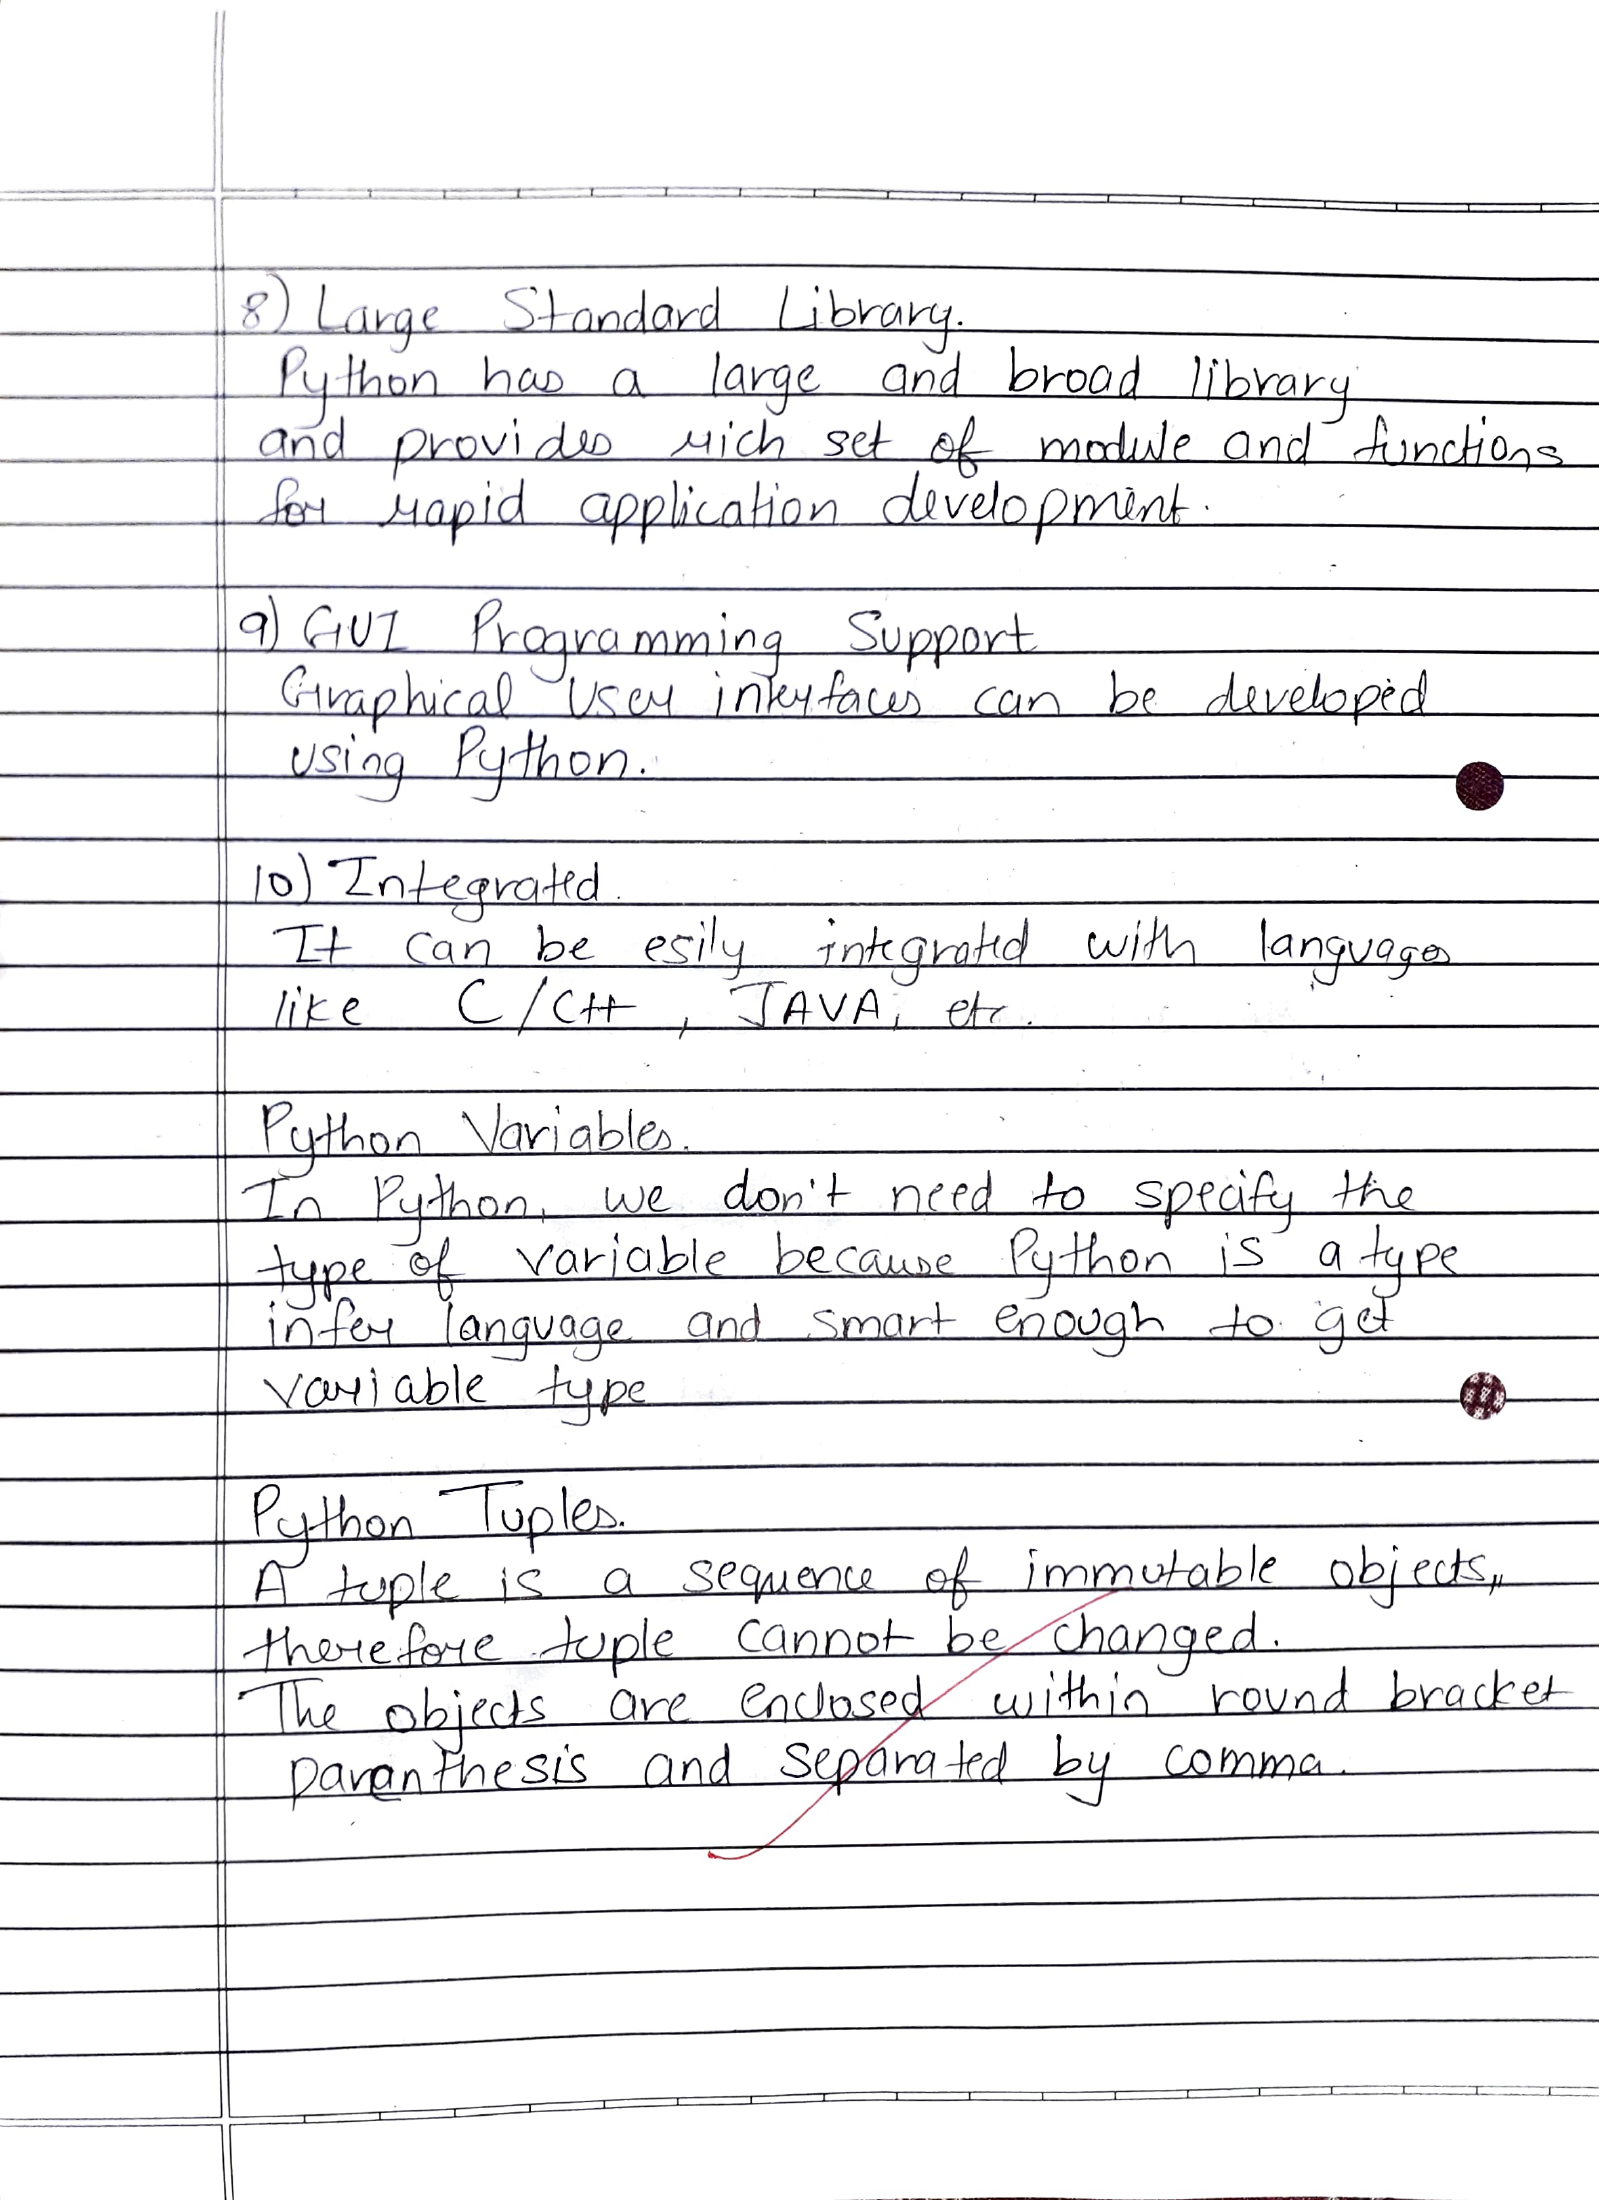 8) Large Standard Library.
Python has a large and broad library
and provides rich set of module and functions
for rapid application development.
9) GUI Programming Support
Graphical User interfaces can be developed
using Python.
10) Integrated.
It can be esily integrated with languages
like C/C++, JAVA, etc.
Python Variables.
In Python, we don't need to specify the
type of variable because Python is a type
infer language and smart enough to get
variable type
Python Tuples.
A tuple is a sequence of immutable objects,,
therefore tuple cannot be changed.
The objects are enclosed within round bracket
paranthesis and separated by comma.